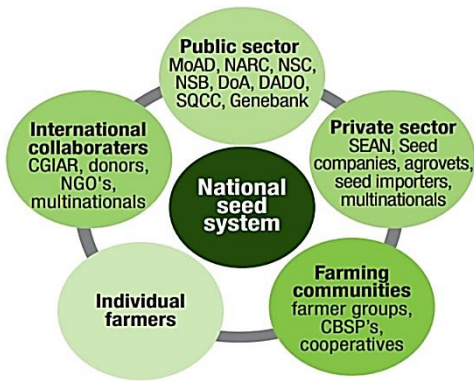 Public sector
MoAD, NARC, NSC,
NSB, DoA, DADO,
SQCC, Genebank
International
collaboraters
CGIAR, donors,
NGO's,
multinationals
Private sector
SEAN, Seed
companies, agrovets,
seed importers,
multinationals
National
seed
system
Individual
farmers
Farming
communities
farmer groups,
CBSP's,
cooperatives